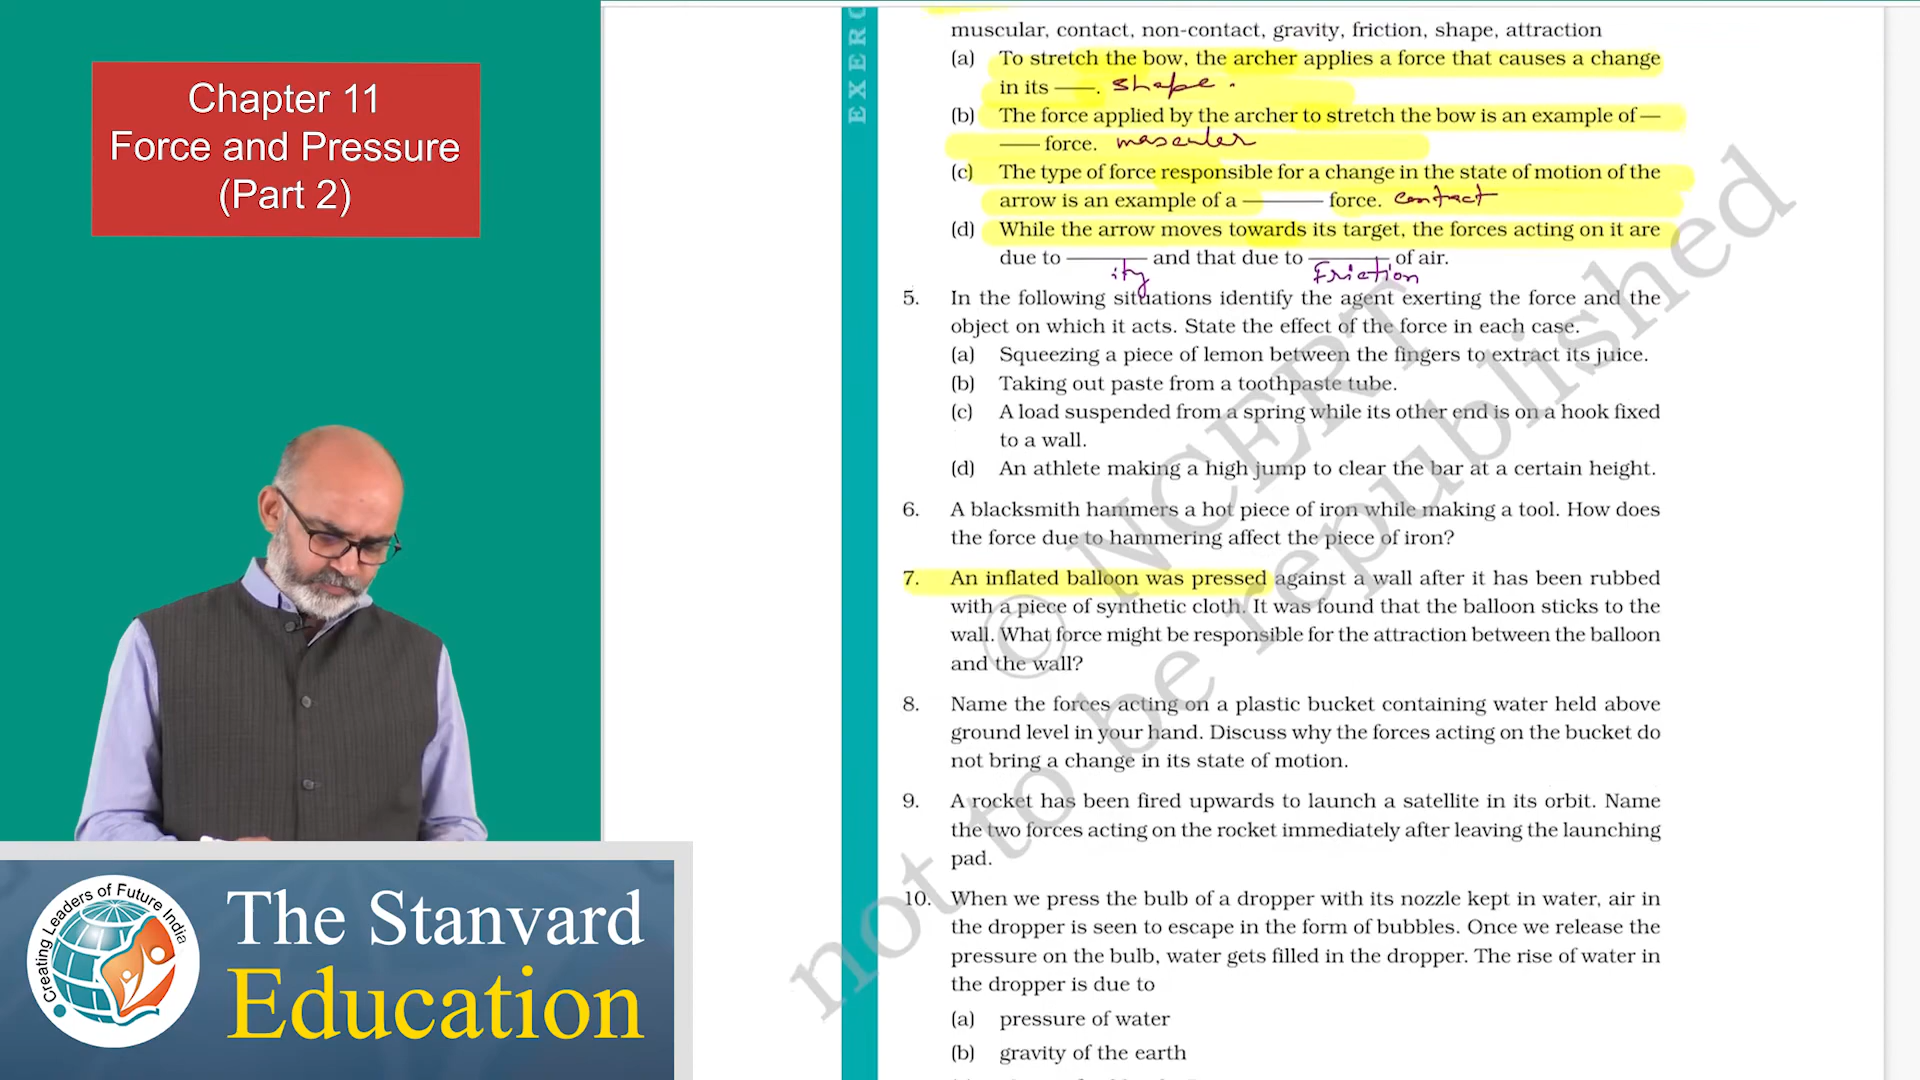 Chapter 11
Force and Pressure
(Part 2)
EXERC
muscular, contact, non-contact, gravity, friction, shape, attraction
(a) To stretch the bow, the archer applies a force that causes a change
in its ——. shape.
(b) The force applied by the archer to stretch the bow is an example of —
—— force. mascular
(c) The type of force responsible for a change in the state of motion of the
arrow is an example of a ———— force. contact
(d) While the arrow moves towards its target, the forces acting on it are
due to ———— and that due to ———— of air.
ity Friction
5. In the following situations identify the agent exerting the force and the
object on which it acts. State the effect of the force in each case.
(a) Squeezing a piece of lemon between the fingers to extract its juice.
(b) Taking out paste from a toothpaste tube.
(c) A load suspended from a spring while its other end is on a hook fixed
to a wall.
(d) An athlete making a high jump to clear the bar at a certain height.
6. A blacksmith hammers a hot piece of iron while making a tool. How does
the force due to hammering affect the piece of iron?
7. An inflated balloon was pressed against a wall after it has been rubbed
with a piece of synthetic cloth. It was found that the balloon sticks to the
wall. What force might be responsible for the attraction between the balloon
and the wall?
8. Name the forces acting on a plastic bucket containing water held above
ground level in your hand. Discuss why the forces acting on the bucket do
not bring a change in its state of motion.
9. A rocket has been fired upwards to launch a satellite in its orbit. Name
the two forces acting on the rocket immediately after leaving the launching
pad.
10. When we press the bulb of a dropper with its nozzle kept in water, air in
the dropper is seen to escape in the form of bubbles. Once we release the
pressure on the bulb, water gets filled in the dropper. The rise of water in
the dropper is due to
(a) pressure of water
(b) gravity of the earth
© NCERT
not to be republished
Creating Leaders of Future India
The Stanvard
Education